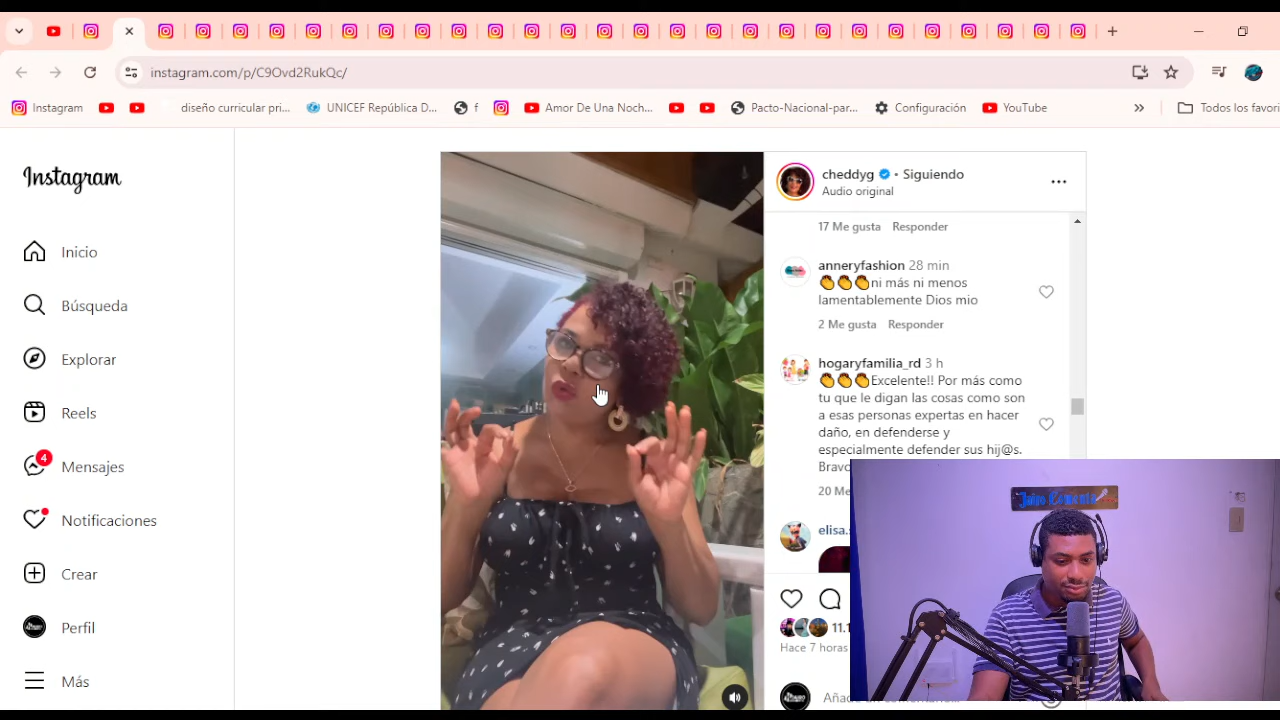 instagram.com/p/C9Ovd2RukQc/
Instagram
diseño curricular pri...
UNICEF República D...
f
Amor De Una Noch...
Pacto-Nacional-par...
Configuración
YouTube
»
Todos los favori
Instagram
Inicio
Búsqueda
Explorar
Reels
4
Mensajes
Notificaciones
Crear
Perfil
Más
cheddyg • Siguiendo
Audio original
17 Me gusta Responder
anneryfashion 28 min
👏👏👏ni más ni menos
lamentablemente Dios mio
2 Me gusta Responder
hogaryfamilia_rd 3 h
👏👏👏Excelente!! Por más como
tu que le digan las cosas como son
a esas personas expertas en hacer
daño, en defenderse y
especialmente defender sus hij@s.
Bravo
20 Me
elisa.
11.1
Hace 7 horas
Jairo Comenta